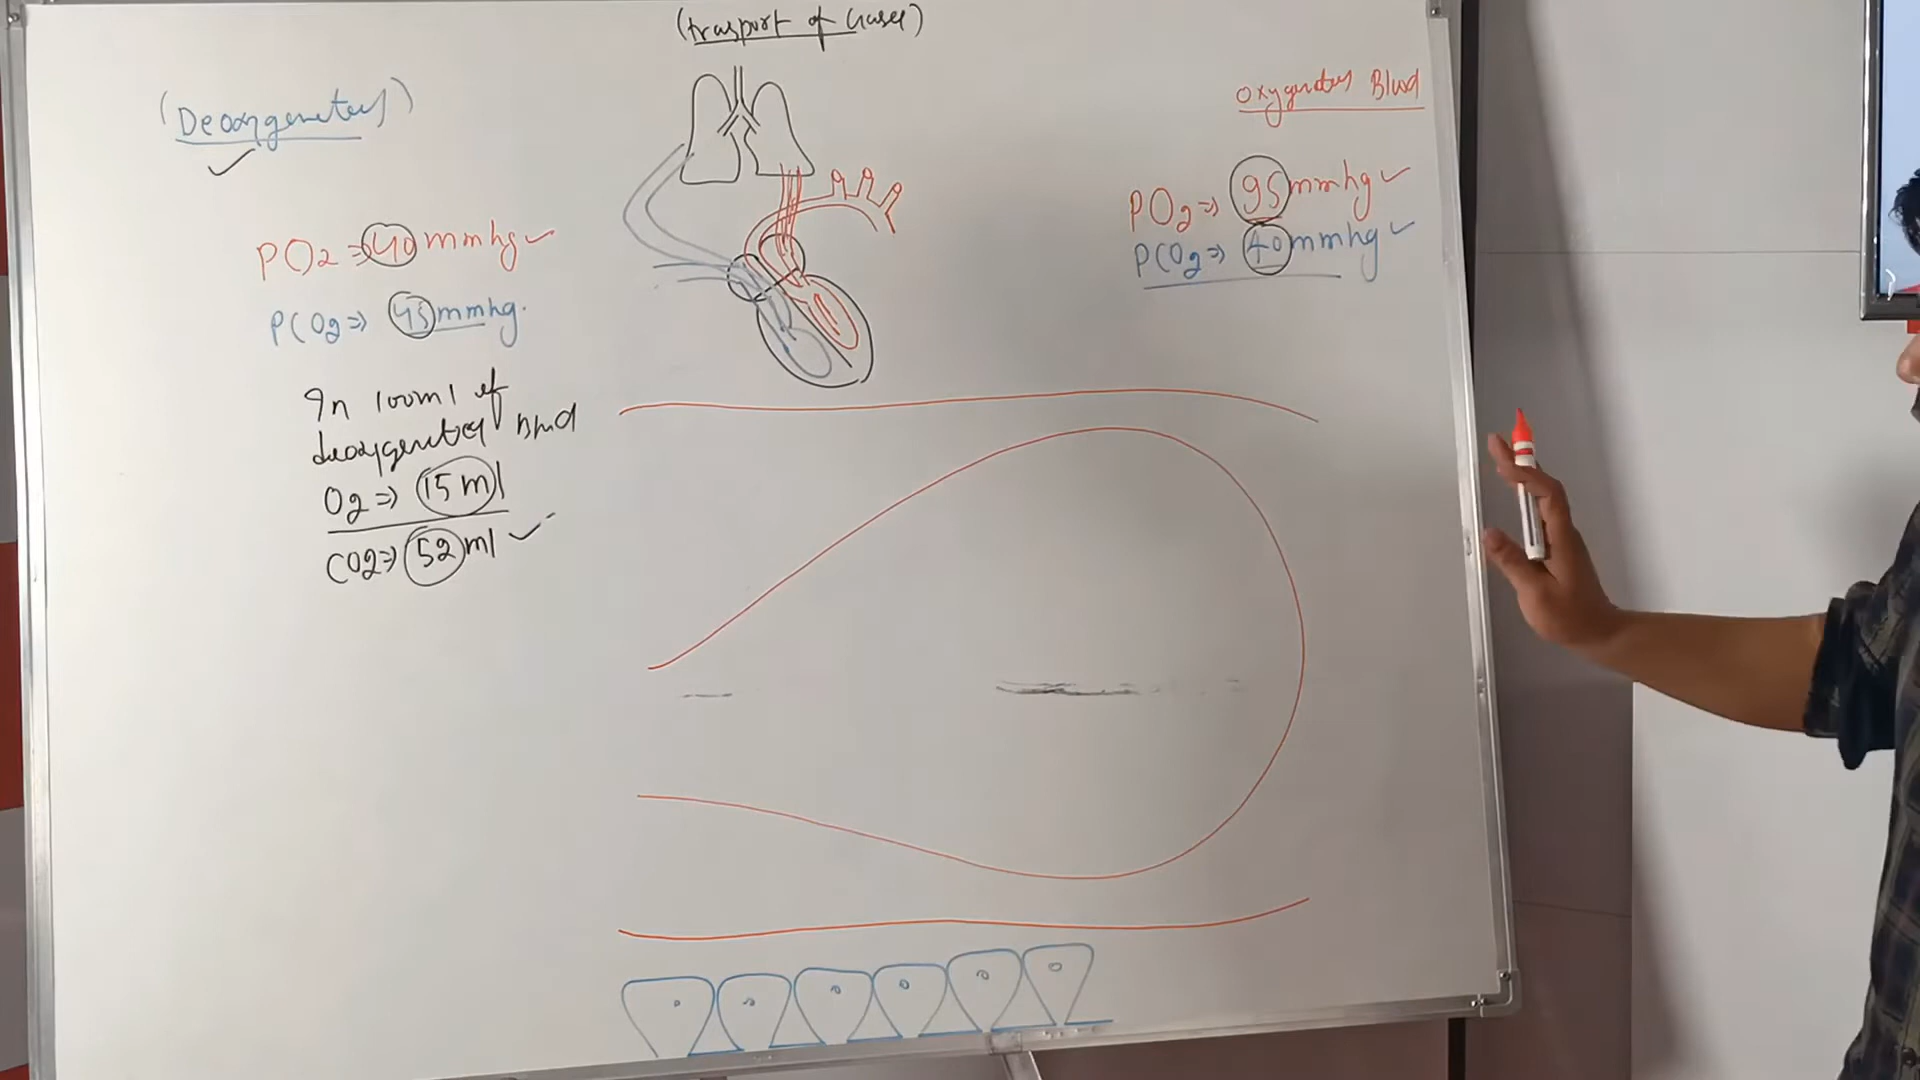 (trasport of Gases)
(Deoxygenated)
PO2 => 40 mmhg
PCO2 => 45 mmhg.
In 100ml of
deoxygenated Blood
O2 => 15 ml
CO2 => 52 ml
Oxygenated Blood
PO2 => 95 mmhg
PCO2 => 40 mmhg